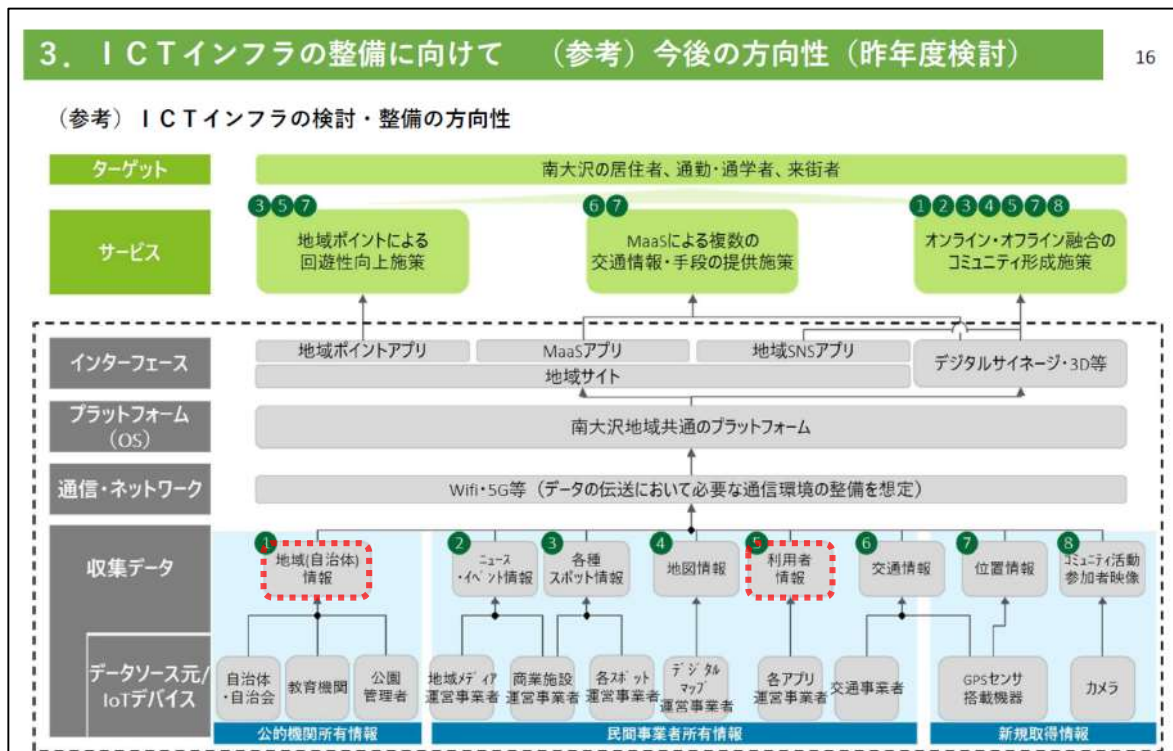 3．ＩＣＴインフラの整備に向けて　（参考）今後の方向性（昨年度検討）
16
（参考）ＩＣＴインフラの検討・整備の方向性
ターゲット
南大沢の居住者、通勤・通学者、来街者
サービス
3 5 7
地域ポイントによる
回遊性向上施策
6 7
MaaSによる複数の
交通情報・手段の提供施策
1 2 3 4 5 7 8
オンライン・オフライン融合の
コミュニティ形成施策
インターフェース
地域ポイントアプリ
MaaSアプリ
地域SNSアプリ
地域サイト
デジタルサイネージ・3D等
プラットフォーム
（OS）
南大沢地域共通のプラットフォーム
通信・ネットワーク
Wifi・5G等（データの伝送において必要な通信環境の整備を想定）
収集データ
1
地域(自治体)
情報
2
ニュース
・イベント情報
3
各種
スポット情報
4
地図情報
5
利用者
情報
6
交通情報
7
位置情報
8
コミュニティ活動
参加者映像
データソース元/
IoTデバイス
自治体
・自治会
教育機関
公園
管理者
地域メディア
運営事業者
商業施設
運営事業者
各スポット
運営事業者
デジタル
マップ
運営事業者
各アプリ
運営事業者
交通事業者
GPSセンサ
搭載機器
カメラ
公的機関所有情報
民間事業者所有情報
新規取得情報